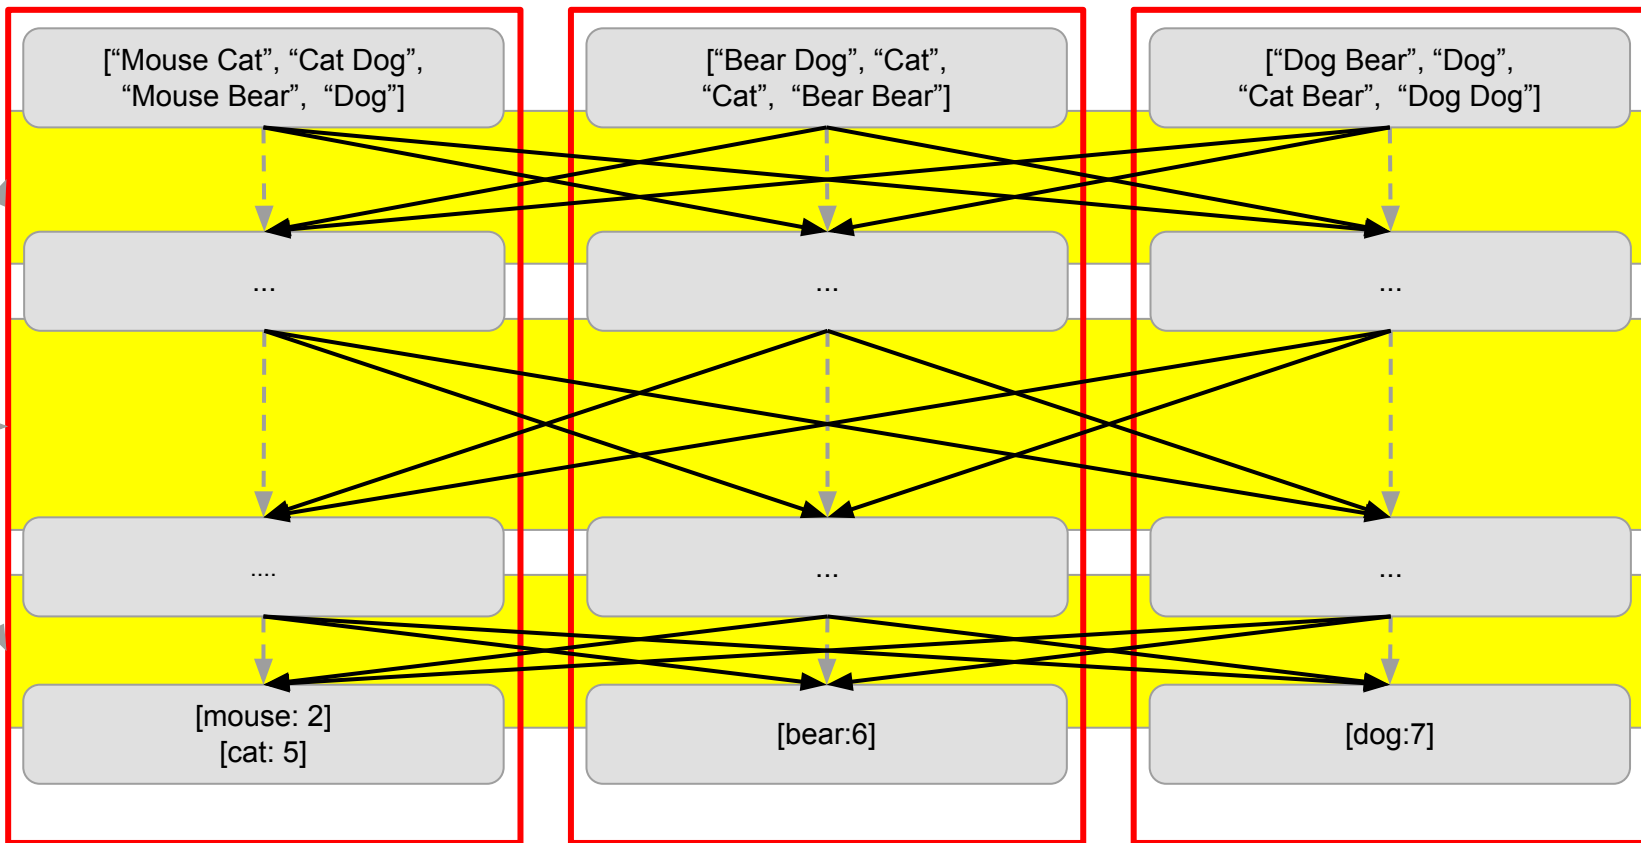 [“Mouse Cat”, “Cat Dog”,
“Mouse Bear”,  “Dog”]
[“Bear Dog”, “Cat”,
“Cat”,  “Bear Bear”]
[“Dog Bear”, “Dog”,
“Cat Bear”,  “Dog Dog”]
...
...
...
....
...
...
[mouse: 2]
[cat: 5]
[bear:6]
[dog:7]